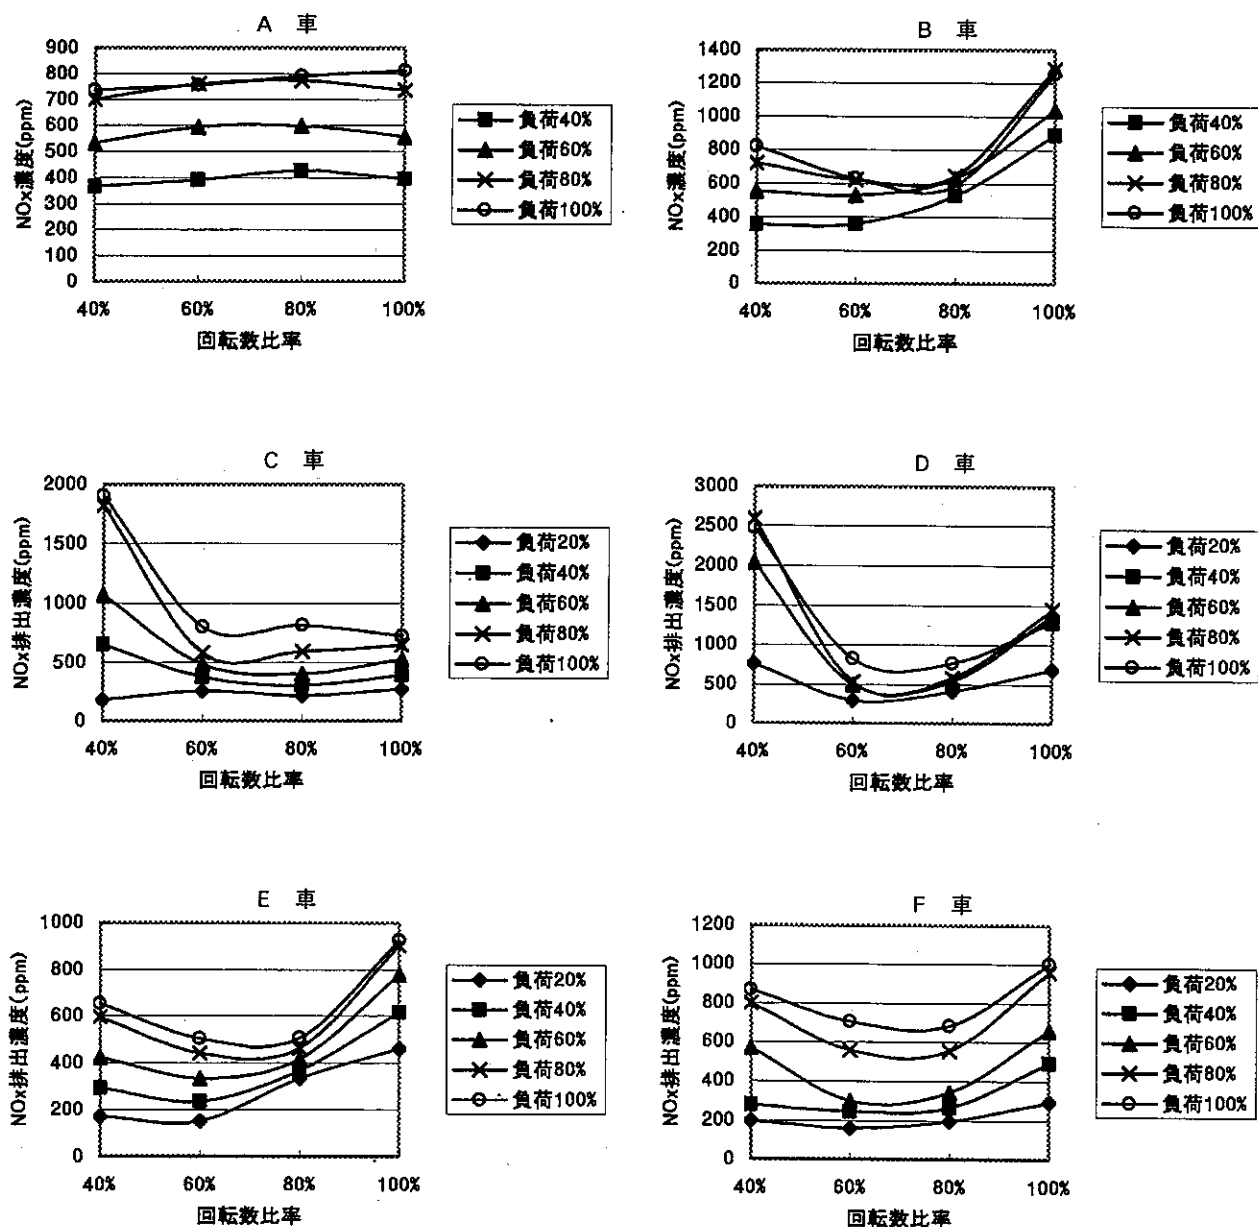 A 車
NOx濃度(ppm)
900
800
700
600
500
400
300
200
100
0
40%
60%
80%
100%
回転数比率
負荷40%
負荷60%
負荷80%
負荷100%
B 車
NOx濃度(ppm)
1400
1200
1000
800
600
400
200
0
40%
60%
80%
100%
回転数比率
負荷40%
負荷60%
負荷80%
負荷100%
C 車
NOx排出濃度(ppm)
2000
1500
1000
500
0
40%
60%
80%
100%
回転数比率
負荷20%
負荷40%
負荷60%
負荷80%
負荷100%
D 車
NOx排出濃度(ppm)
3000
2500
2000
1500
1000
500
0
40%
60%
80%
100%
回転数比率
負荷20%
負荷40%
負荷60%
負荷80%
負荷100%
E 車
NOx排出濃度(ppm)
1000
800
600
400
200
0
40%
60%
80%
100%
回転数比率
負荷20%
負荷40%
負荷60%
負荷80%
負荷100%
F 車
NOx排出濃度(ppm)
1200
1000
800
600
400
200
0
40%
60%
80%
100%
回転数比率
負荷20%
負荷40%
負荷60%
負荷80%
負荷100%